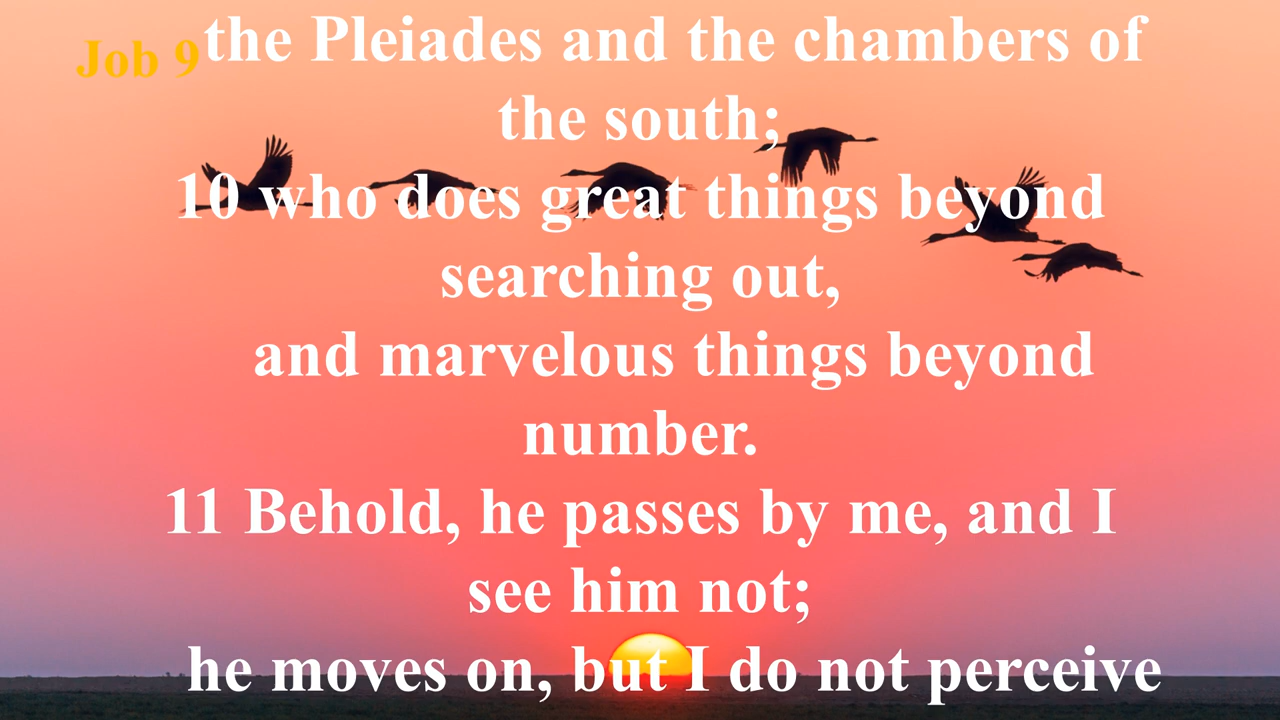 Job 9
the Pleiades and the chambers of
the south;
10 who does great things beyond
searching out,
and marvelous things beyond
number.
11 Behold, he passes by me, and I
see him not;
he moves on, but I do not perceive